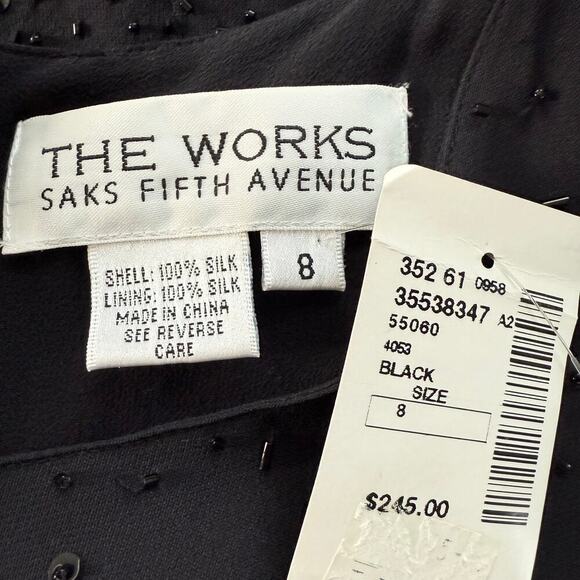 THE WORKS
SAKS FIFTH AVENUE
SHELL: 100% SILK
LINING: 100% SILK
MADE IN CHINA
SEE REVERSE
CARE
8
352 61 0958
35538347 A2
55060
4053
BLACK
SIZE
8
$245.00